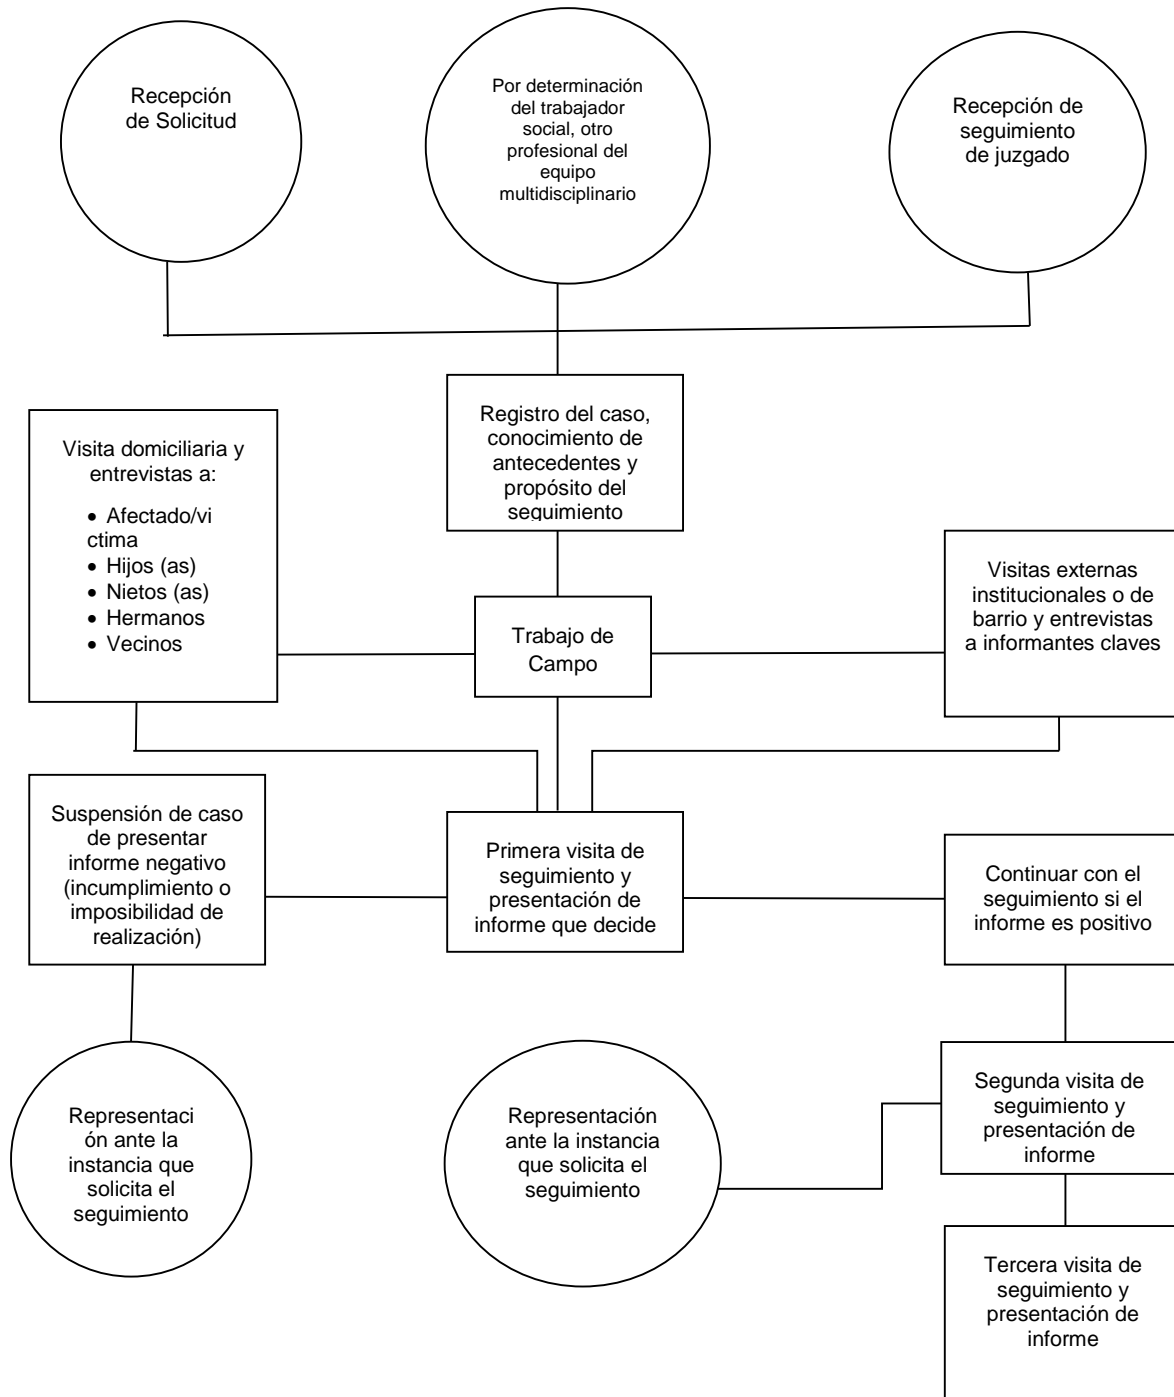 Recepción
de Solicitud
Por determinación
del trabajador
social, otro
profesional del
equipo
multidisciplinario
Recepción de
seguimiento
de juzgado
Registro del caso,
conocimiento de
antecedentes y
propósito del
seguimiento
Visita domiciliaria y
entrevistas a:
• Afectado/vi
ctima
• Hijos (as)
• Nietos (as)
• Hermanos
• Vecinos
Trabajo de
Campo
Visitas externas
institucionales o de
barrio y entrevistas
a informantes claves
Suspensión de caso
de presentar
informe negativo
(incumplimiento o
imposibilidad de
realización)
Primera visita de
seguimiento y
presentación de
informe que decide
Continuar con el
seguimiento si el
informe es positivo
Representaci
ón ante la
instancia que
solicita el
seguimiento
Representación
ante la instancia
que solicita el
seguimiento
Segunda visita de
seguimiento y
presentación de
informe
Tercera visita de
seguimiento y
presentación de
informe